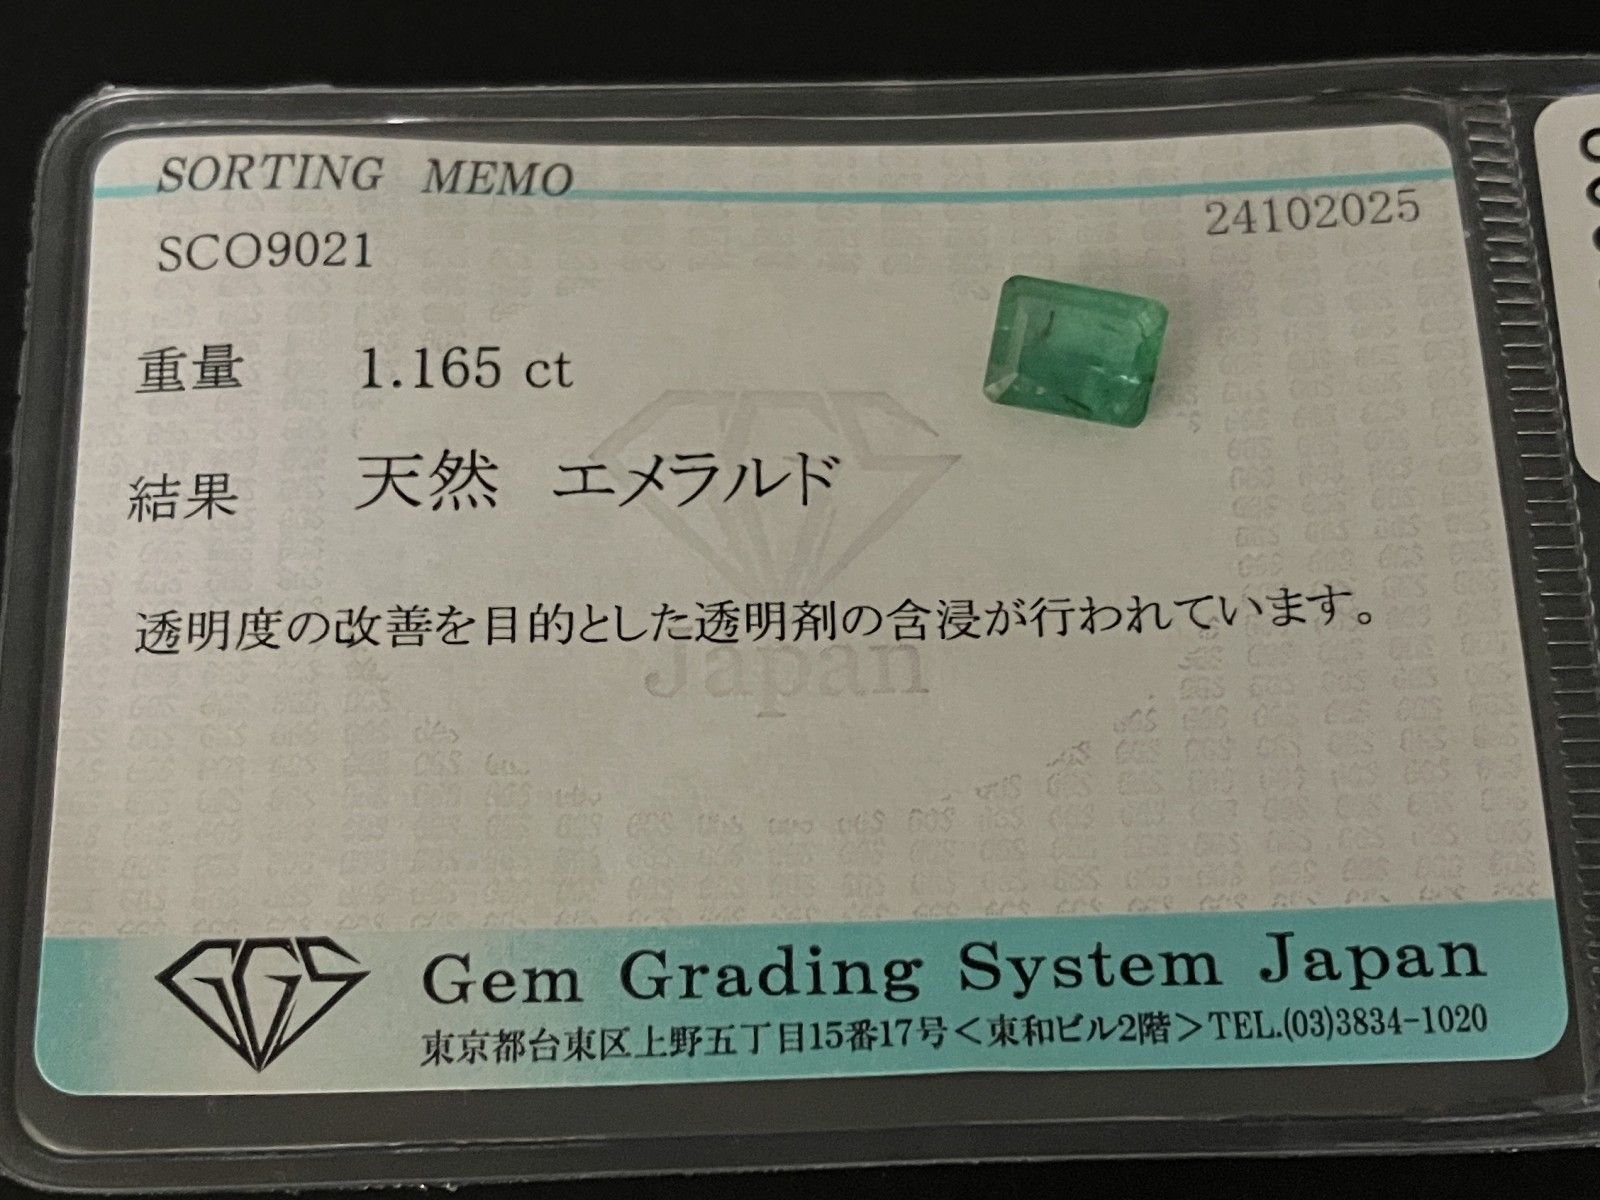 SORTING MEMO
24102025
SCO9021
重量 1.165 ct
結果 天然 エメラルド
透明度の改善を目的とした透明剤の含浸が行われています。
Japan
GGS Gem Grading System Japan
東京都台東区上野五丁目15番17号<東和ビル2階>TEL.(03)3834-1020